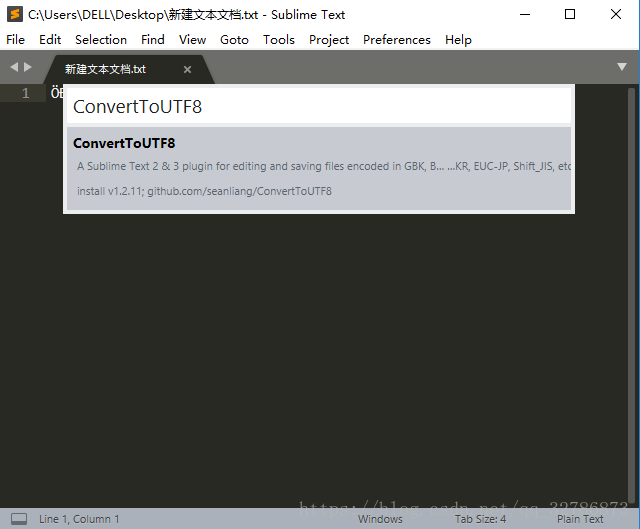 C:\Users\DELL\Desktop\新建文本文档.txt - Sublime Text
File Edit Selection Find View Goto Tools Project Preferences Help
新建文本文档.txt
1
ConvertToUTF8
ConvertToUTF8
A Sublime Text 2 & 3 plugin for editing and saving files encoded in GBK, B... ...KR, EUC-JP, Shift_JIS, etc
install v1.2.11; github.com/seanliang/ConvertToUTF8
https://blog.csdn.net/qq_32786873
Line 1, Column 1 Windows Tab Size: 4 Plain Text